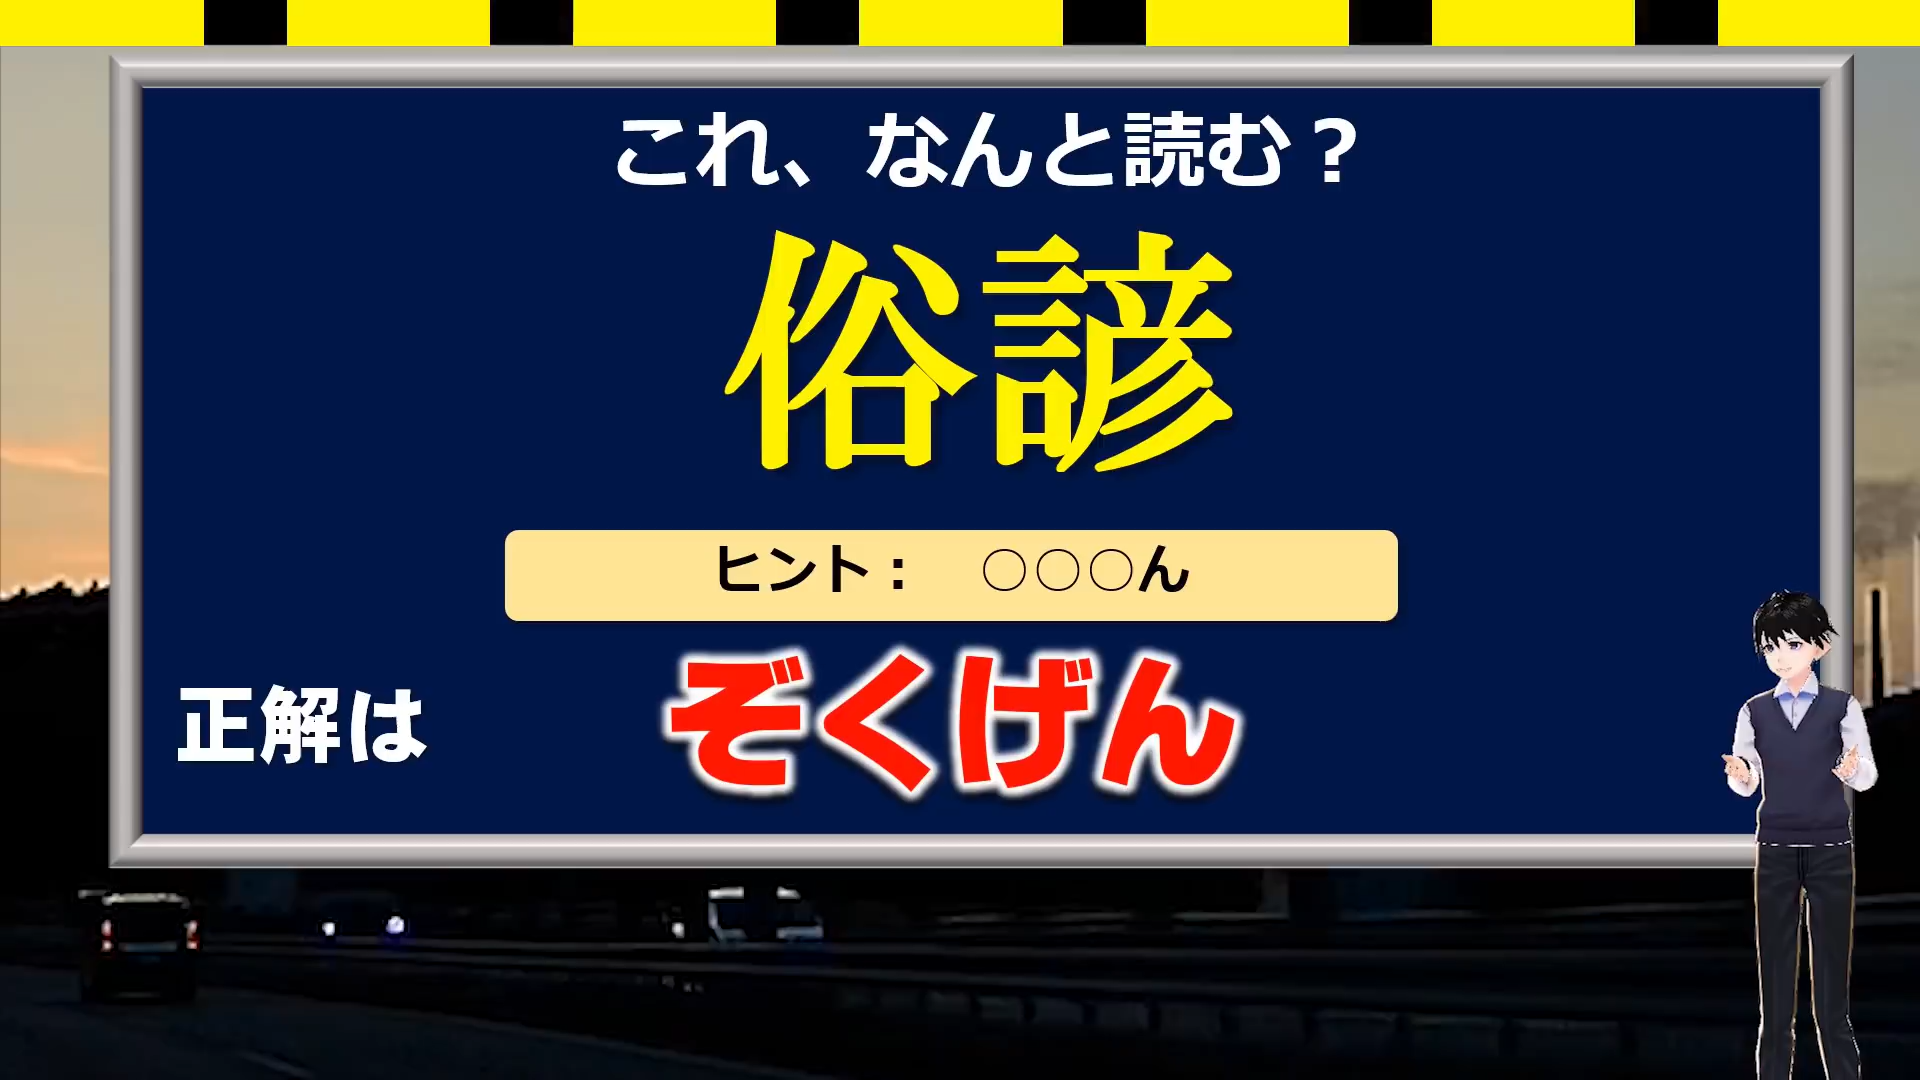 これ、なんと読む？
俗諺
ヒント：　○○○ん
正解は　ぞくげん